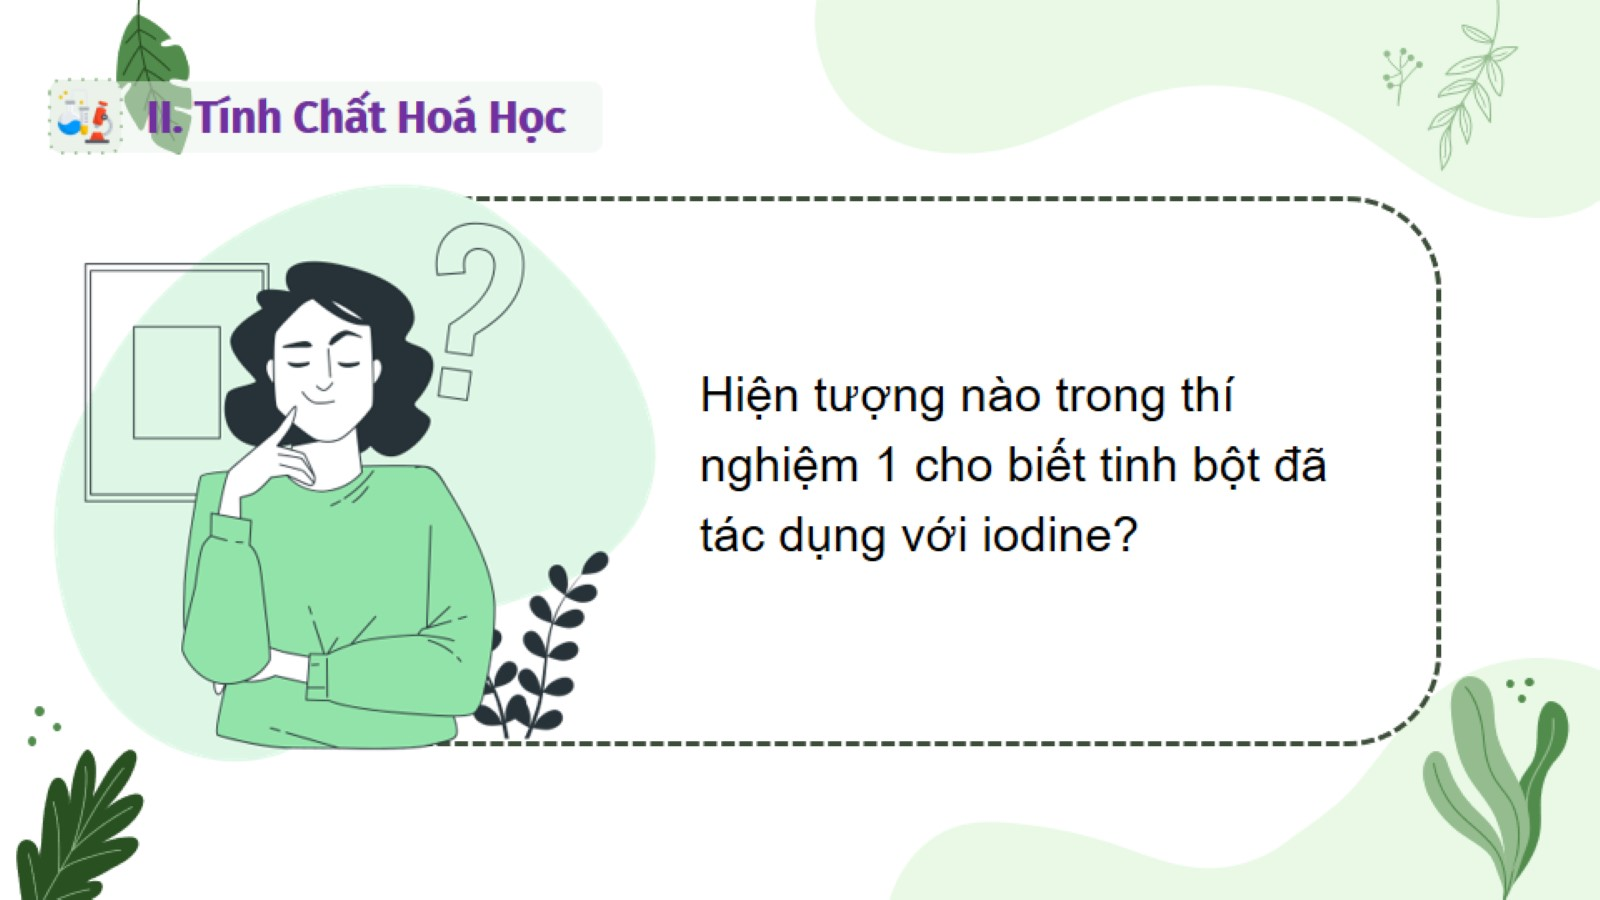 II. Tính Chất Hoá Học
Hiện tượng nào trong thí
nghiệm 1 cho biết tinh bột đã
tác dụng với iodine?